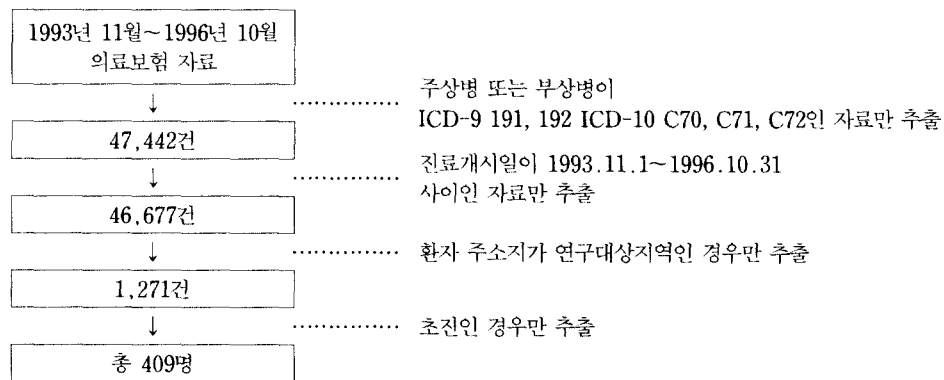 1993년 11월~1996년 10월
의료보험 자료
↓ ............... 주상병 또는 부상병이
ICD-9 191, 192 ICD-10 C70, C71, C72인 자료만 추출
47,442건
↓ ............... 진료개시일이 1993.11.1~1996.10.31
사이인 자료만 추출
46,677건
↓ ............... 환자 주소지가 연구대상지역인 경우만 추출
1,271건
↓ ............... 초진인 경우만 추출
총 409명